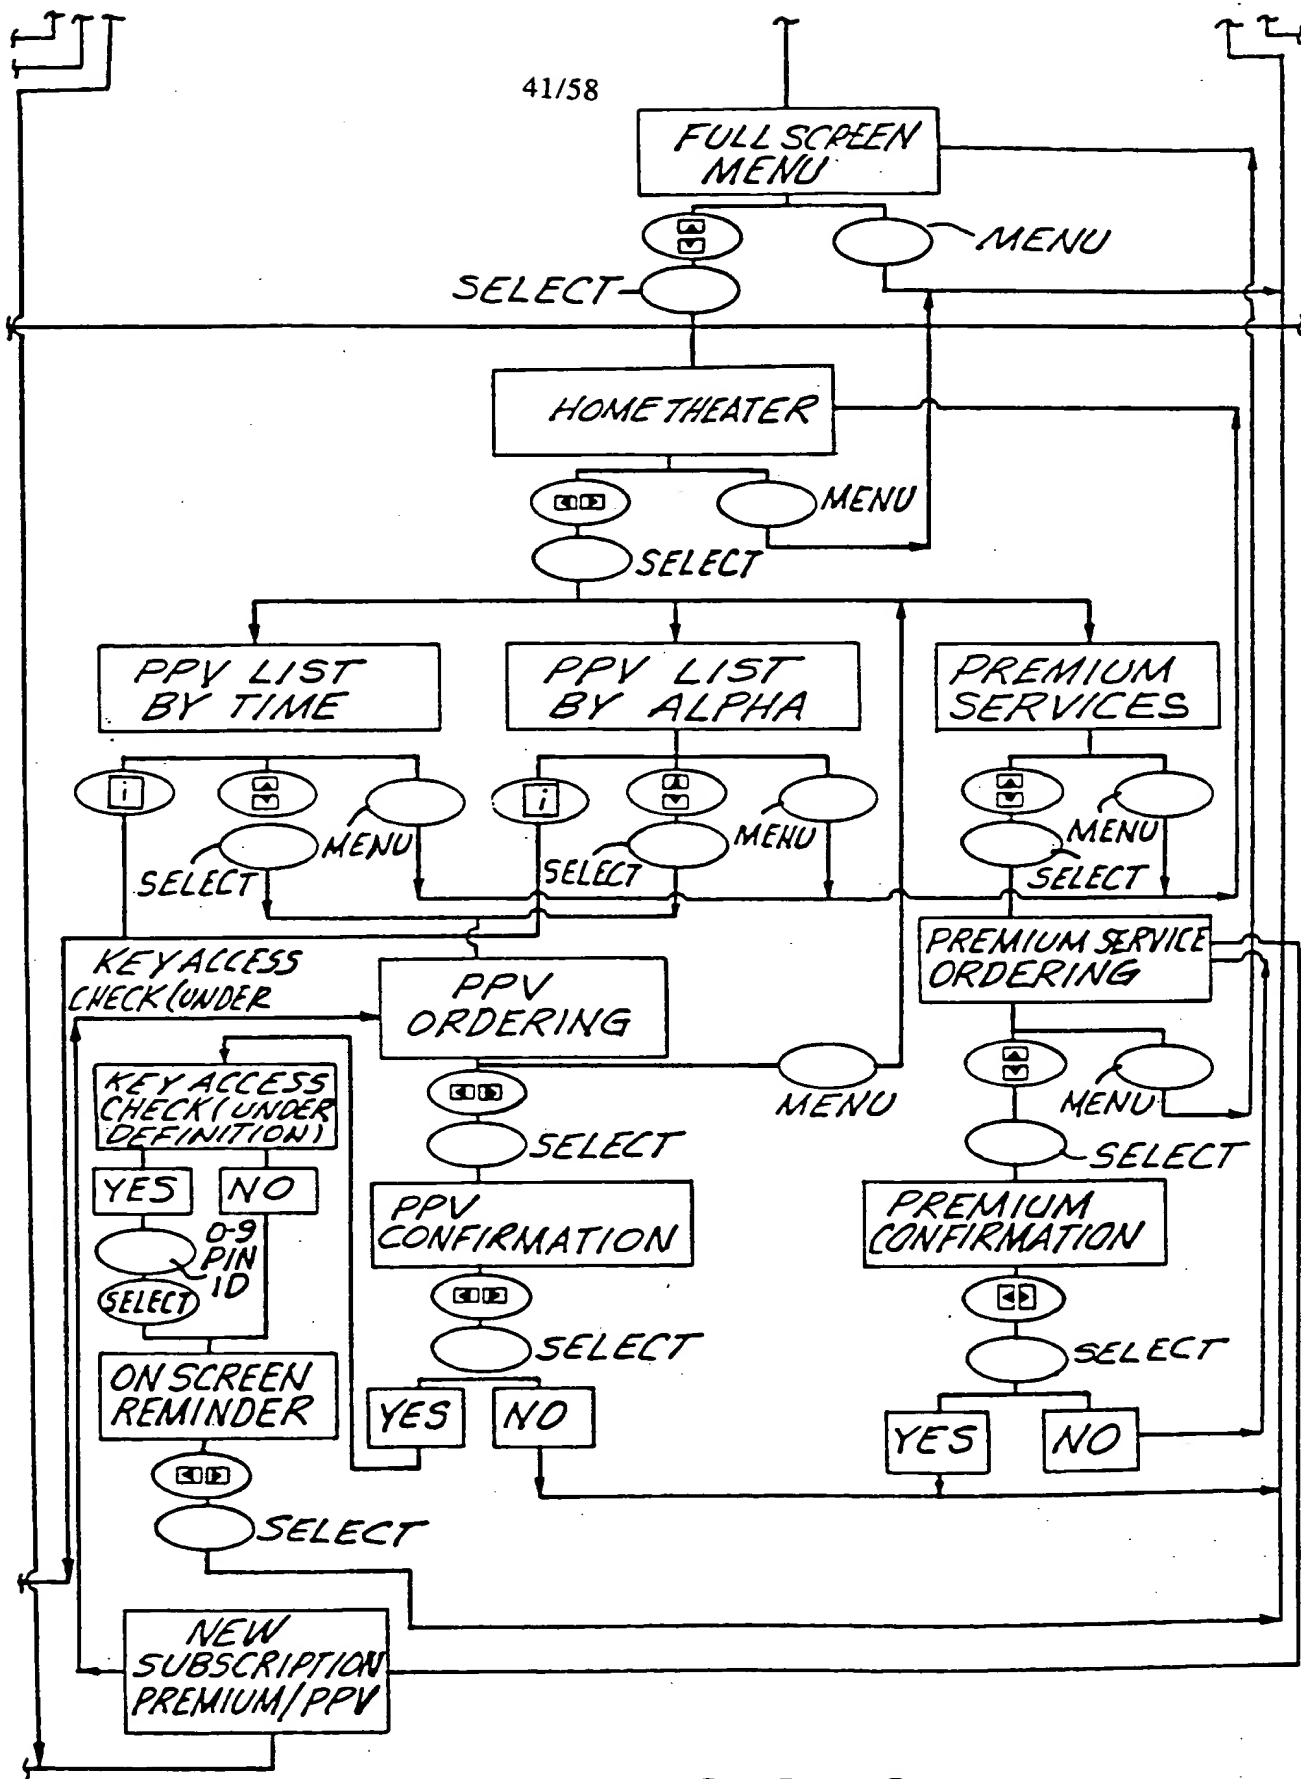 41/58
FULL SCREEN
MENU
MENU
SELECT
HOME THEATER
MENU
SELECT
PPV LIST
BY TIME
PPV LIST
BY ALPHA
PREMIUM
SERVICES
i
MENU
SELECT
i
MENU
SELECT
MENU
SELECT
KEY ACCESS
CHECK (UNDER
PPV
ORDERING
PREMIUM SERVICE
ORDERING
KEY ACCESS
CHECK (UNDER
DEFINITION)
MENU
MENU
SELECT
SELECT
YES
NO
0-9
PIN
ID
SELECT
PPV
CONFIRMATION
PREMIUM
CONFIRMATION
SELECT
SELECT
ON SCREEN
REMINDER
YES
NO
YES
NO
SELECT
NEW
SUBSCRIPTION
PREMIUM/PPV